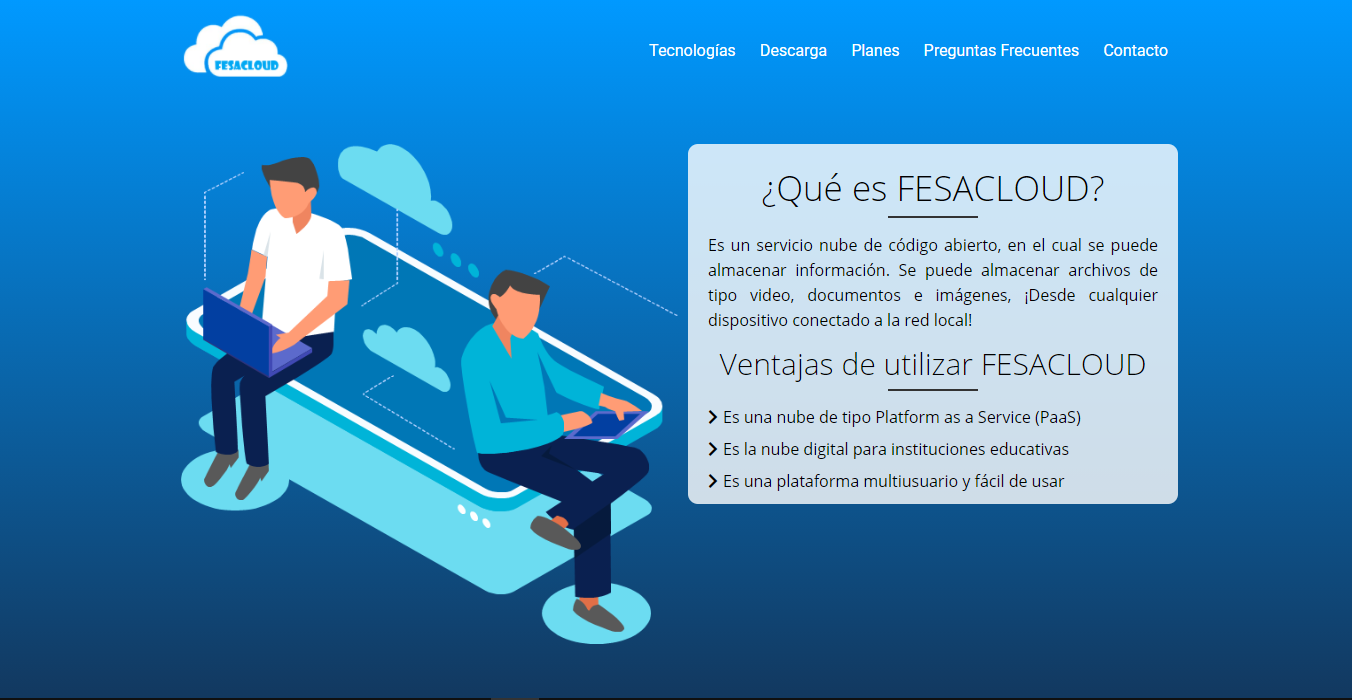 FESACLOUD
Tecnologías Descarga Planes Preguntas Frecuentes Contacto
¿Qué es FESACLOUD?
Es un servicio nube de código abierto, en el cual se puede
almacenar información. Se puede almacenar archivos de
tipo video, documentos e imágenes, ¡Desde cualquier
dispositivo conectado a la red local!
Ventajas de utilizar FESACLOUD
Es una nube de tipo Platform as a Service (PaaS)
Es la nube digital para instituciones educativas
Es una plataforma multiusuario y fácil de usar